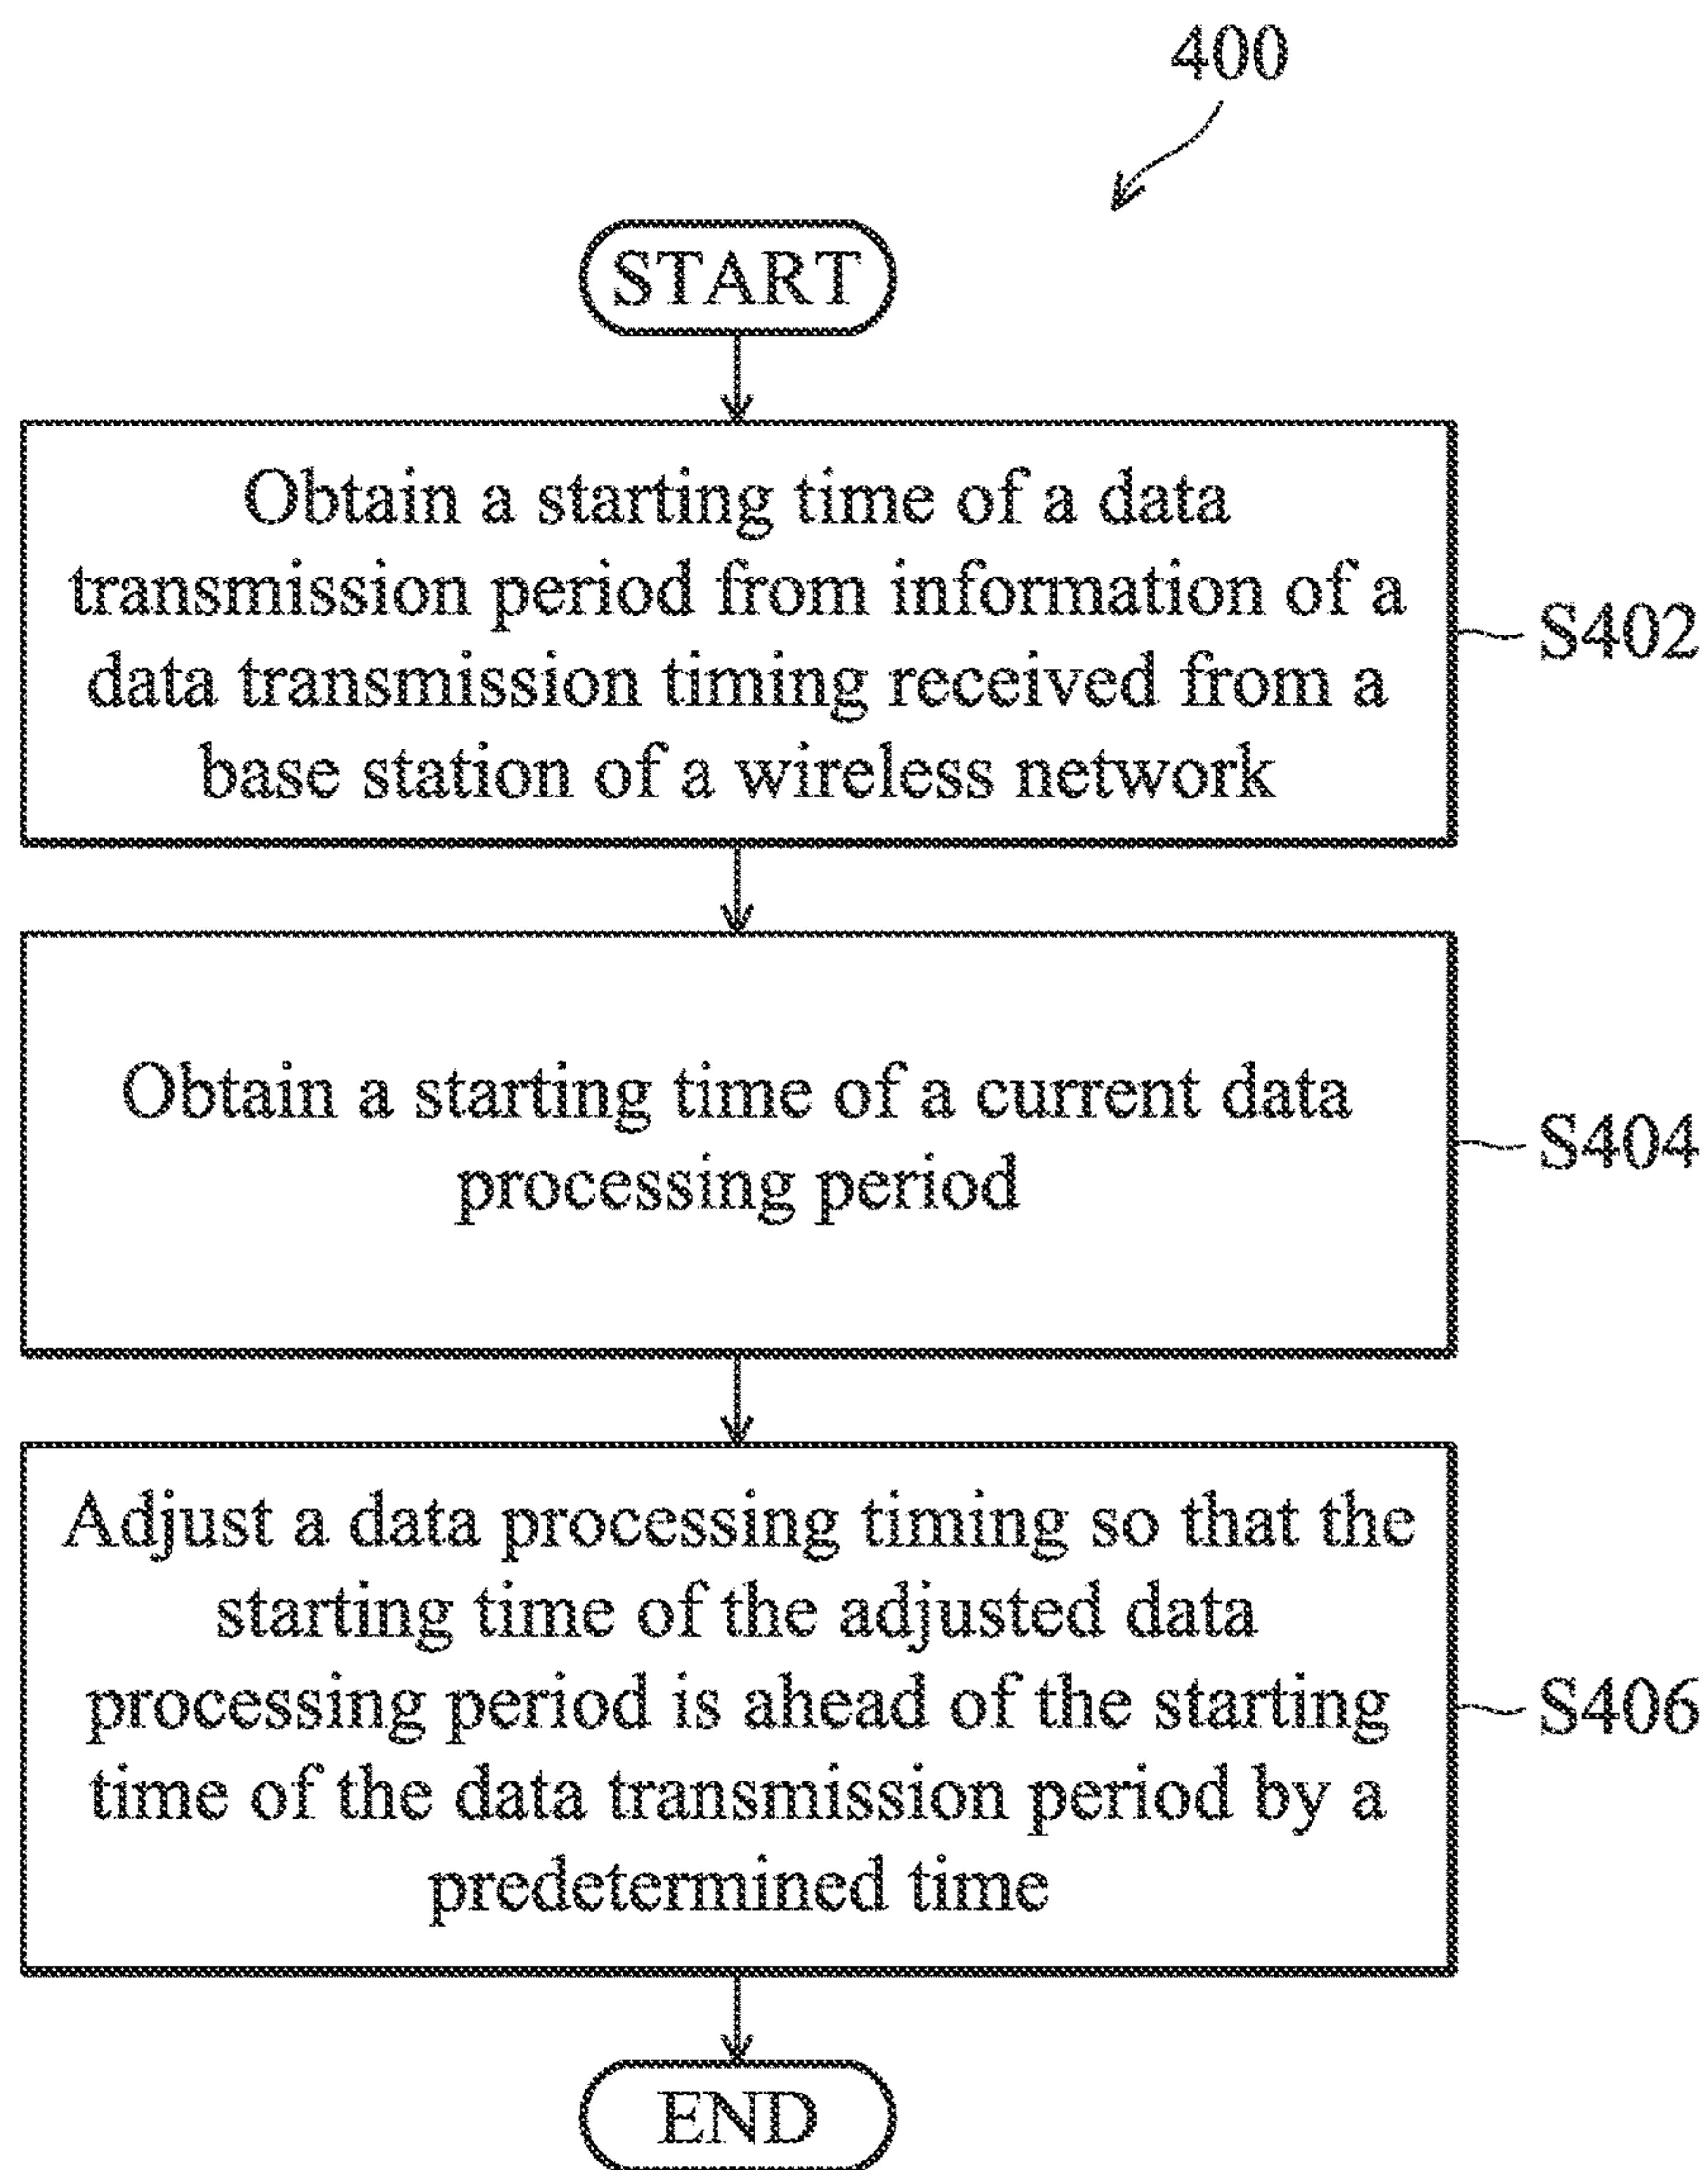 400
START
Obtain a starting time of a data
transmission period from information of a
data transmission timing received from a
base station of a wireless network
S402
Obtain a starting time of a current data
processing period
S404
Adjust a data processing timing so that the
starting time of the adjusted data
processing period is ahead of the starting
time of the data transmission period by a
predetermined time
S406
END